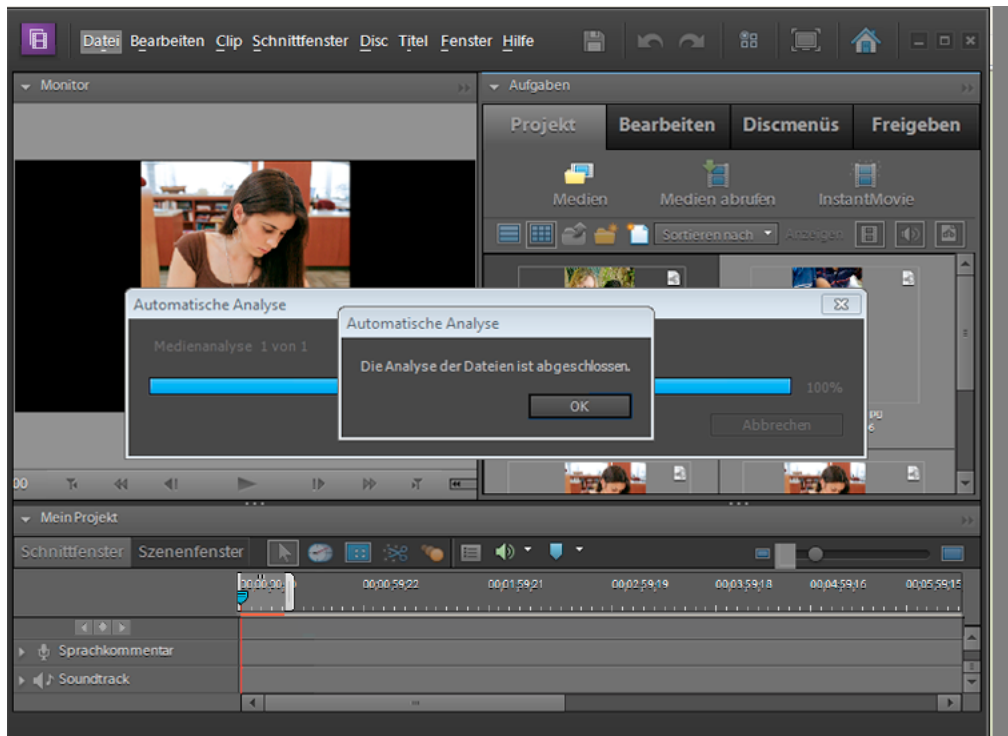 Datei Bearbeiten Clip Schnittfenster Disc Titel Fenster Hilfe
Monitor
Aufgaben
Projekt Bearbeiten Discmenüs Freigeben
Medien Medien abrufen InstantMovie
Sortieren nach Anzeigen
Automatische Analyse
Medienanalyse 1 von 1
100%
Abbrechen
Automatische Analyse
Die Analyse der Dateien ist abgeschlossen.
OK
00
Mein Projekt
Schnittfenster Szenenfenster
00;00;59;22 00;01;59;21 00;02;59;19 00;03;59;18 00;04;59;16 00;05;59;15
Sprachkommentar
Soundtrack